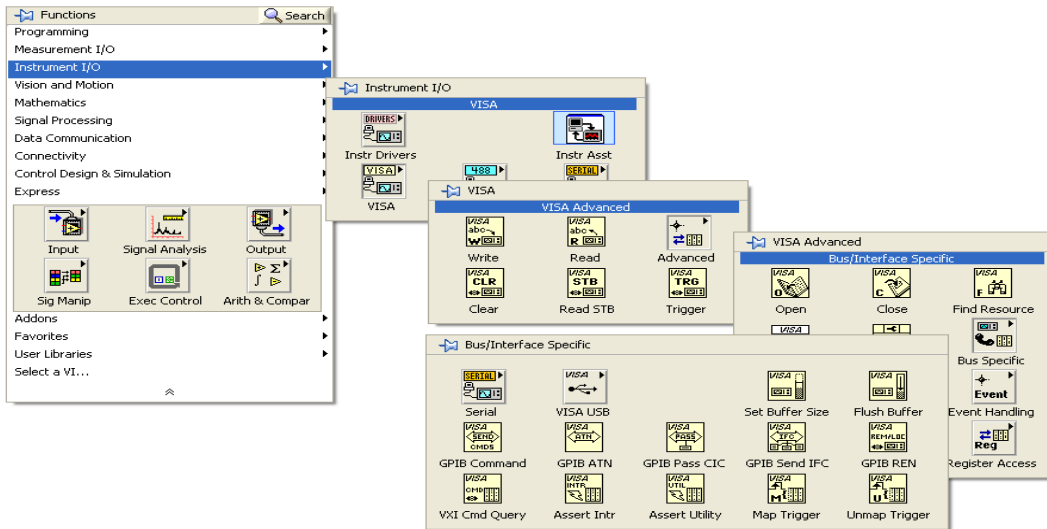 Functions
Search
Programming
Measurement I/O
Instrument I/O
Vision and Motion
Mathematics
Signal Processing
Data Communication
Connectivity
Control Design & Simulation
Express
Input Signal Analysis Output
Sig Manip Exec Control Arith & Compar
Addons
Favorites
User Libraries
Select a VI...
Instrument I/O
VISA
DRIVERS
Instr Drivers Instr Asst
VISA 488 SERIAL
VISA
VISA
VISA Advanced
VISA abc W VISA abc R
Write Read Advanced
VISA CLR VISA STB VISA TRG
Clear Read STB Trigger
VISA Advanced
Bus/Interface Specific
VISA O VISA C VISA F
Open Close Find Resource
VISA
Bus Specific
Event
Event Handling
Reg
Register Access
Bus/Interface Specific
SERIAL VISA VISA VISA
Serial VISA USB Set Buffer Size Flush Buffer
VISA SEND CMDS VISA ATN VISA PASS VISA IFC VISA REM/LOC
GPIB Command GPIB ATN GPIB Pass CIC GPIB Send IFC GPIB REN
VISA CMD VISA INTR VISA UTIL VISA M VISA U
VXI Cmd Query Assert Intr Assert Utility Map Trigger Unmap Trigger